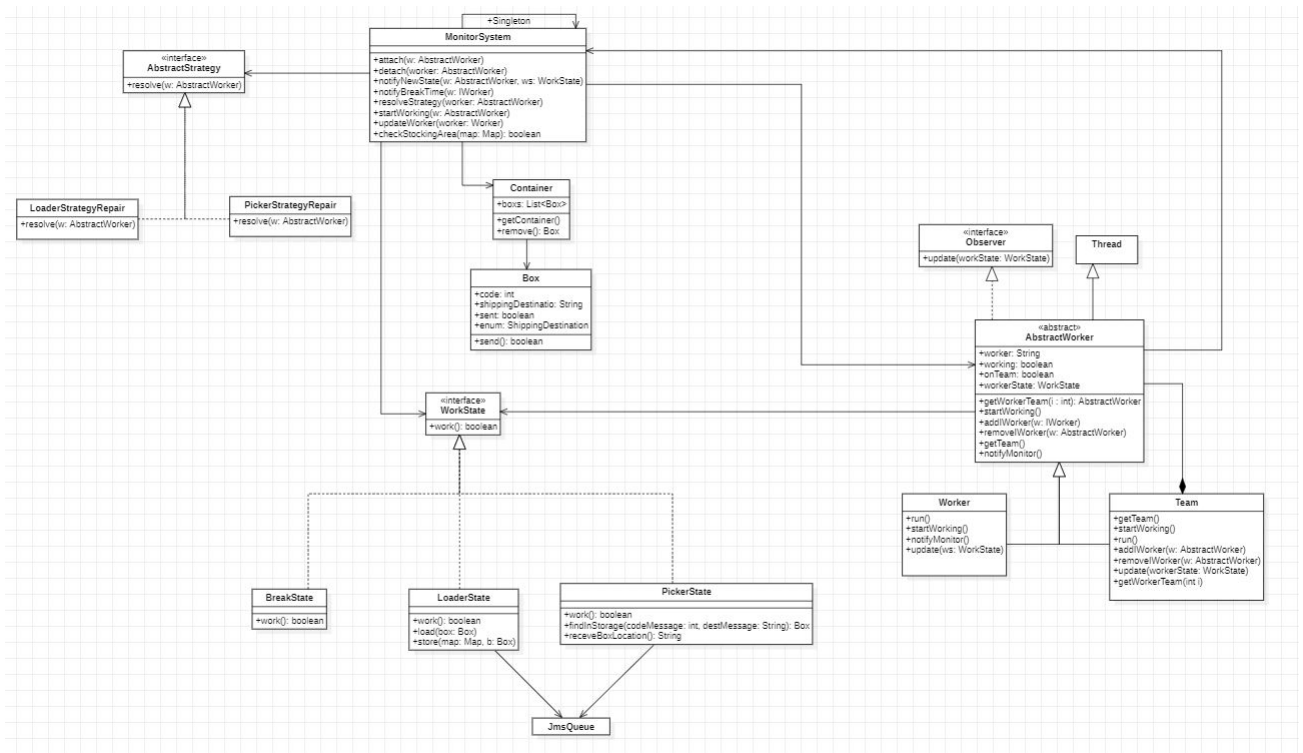 +Singleton
MonitorSystem
+attach(w: AbstractWorker)
+detach(worker: AbstractWorker)
+notifyNewState(w: AbstractWorker, ws: WorkState)
+notifyBreakTime(w: IWorker)
+resolveStrategy(worker: AbstractWorker)
+startWorking(w: AbstractWorker)
+updateWorker(worker: Worker)
+checkStockingArea(map: Map): boolean
«interface»
AbstractStrategy
+resolve(w: AbstractWorker)
LoaderStrategyRepair
+resolve(w: AbstractWorker)
PickerStrategyRepair
+resolve(w: AbstractWorker)
Container
+boxs: List<Box>
+getContainer()
+remove(): Box
Box
+code: int
+shippingDestinatio: String
+sent: boolean
+enum: ShippingDestination
+send(): boolean
«interface»
Observer
+update(workState: WorkState)
Thread
«abstract»
AbstractWorker
+worker: String
+working: boolean
+onTeam: boolean
+workerState: WorkState
+getWorkerTeam(i : int): AbstractWorker
+startWorking()
+addIWorker(w: IWorker)
+removeIWorker(w: AbstractWorker)
+getTeam()
+notifyMonitor()
«interface»
WorkState
+work(): boolean
Worker
+run()
+startWorking()
+notifyMonitor()
+update(ws: WorkState)
Team
+getTeam()
+startWorking()
+run()
+addIWorker(w: AbstractWorker)
+removeIWorker(w: AbstractWorker)
+update(workerState: WorkState)
+getWorkerTeam(int i)
BreakState
+work(): boolean
LoaderState
+work(): boolean
+load(box: Box)
+store(map: Map, b: Box)
PickerState
+work(): boolean
+findInStorage(codeMessage: int, destMessage: String): Box
+receveBoxLocation(): String
JmsQueue